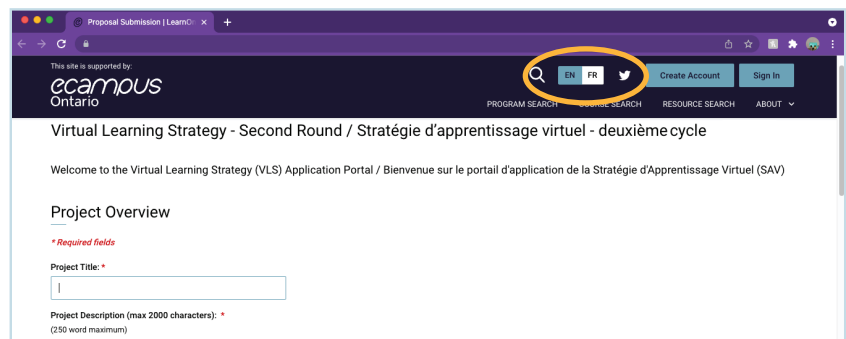 Proposal Submission | LearnOn
This site is supported by:
ecampus
Ontario
EN FR
Create Account
Sign In
PROGRAM SEARCH COURSE SEARCH RESOURCE SEARCH ABOUT
Virtual Learning Strategy - Second Round / Stratégie d'apprentissage virtuel - deuxième cycle
Welcome to the Virtual Learning Strategy (VLS) Application Portal / Bienvenue sur le portail d'application de la Stratégie d'Apprentissage Virtuel (SAV)
Project Overview
* Required fields
Project Title: *
Project Description (max 2000 characters): *
(250 word maximum)